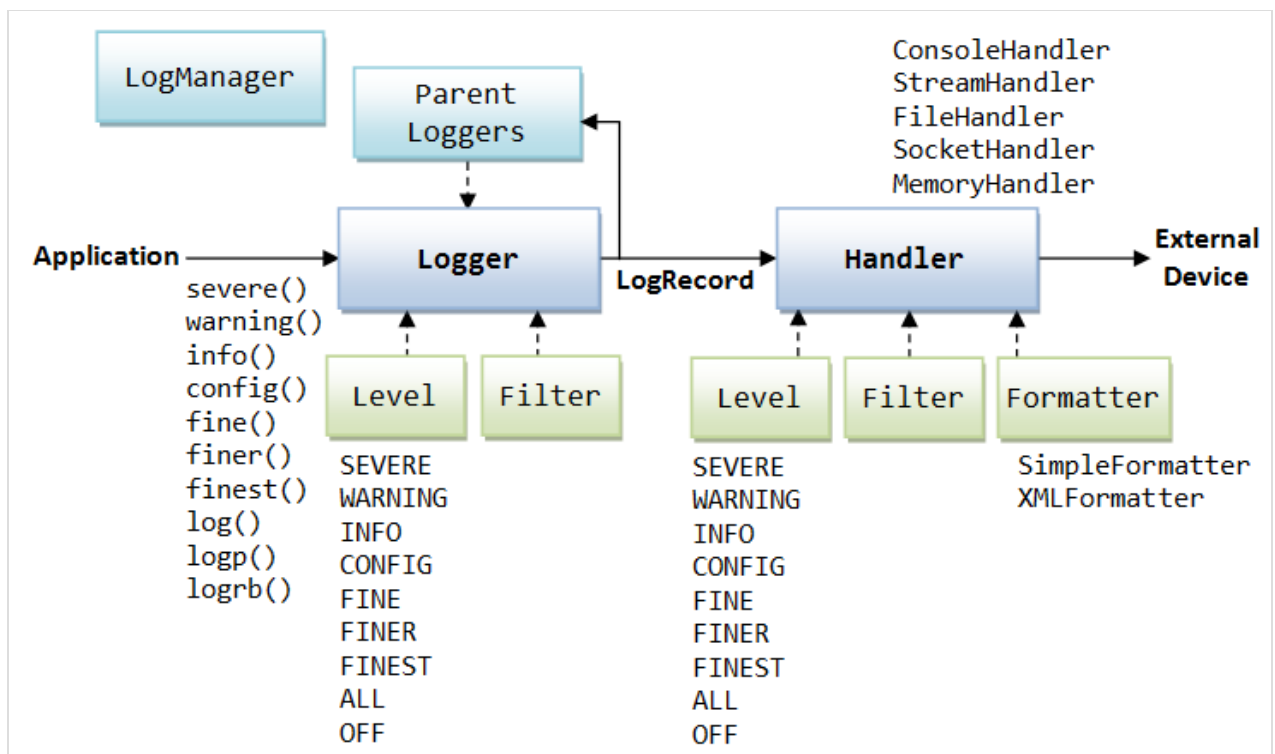 LogManager
Parent
Loggers
ConsoleHandler
StreamHandler
FileHandler
SocketHandler
MemoryHandler
Application
Logger
LogRecord
Handler
External
Device
severe()
warning()
info()
config()
fine()
finer()
finest()
log()
logp()
logrb()
Level
Filter
SEVERE
WARNING
INFO
CONFIG
FINE
FINER
FINEST
ALL
OFF
Level
Filter
Formatter
SEVERE
WARNING
INFO
CONFIG
FINE
FINER
FINEST
ALL
OFF
SimpleFormatter
XMLFormatter